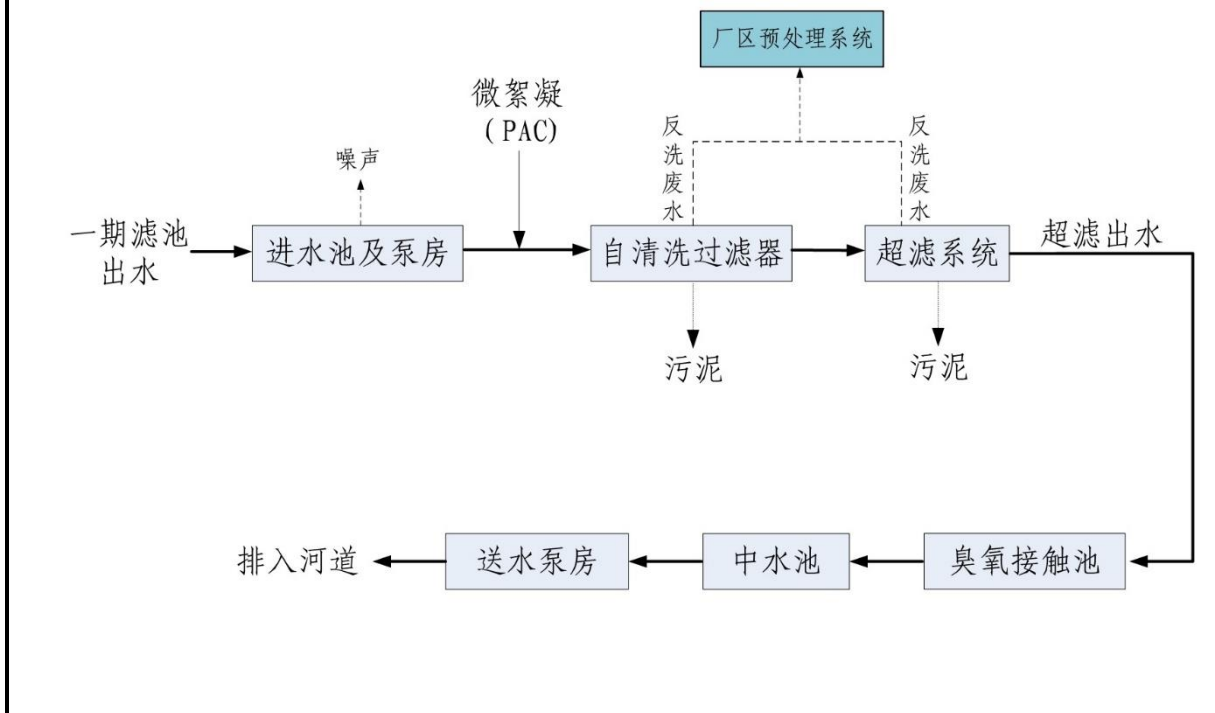 厂区预处理系统
微絮凝
(PAC)
反洗废水
反洗废水
噪声
一期滤池
出水
进水池及泵房
自清洗过滤器
超滤系统
超滤出水
污泥
污泥
排入河道
送水泵房
中水池
臭氧接触池